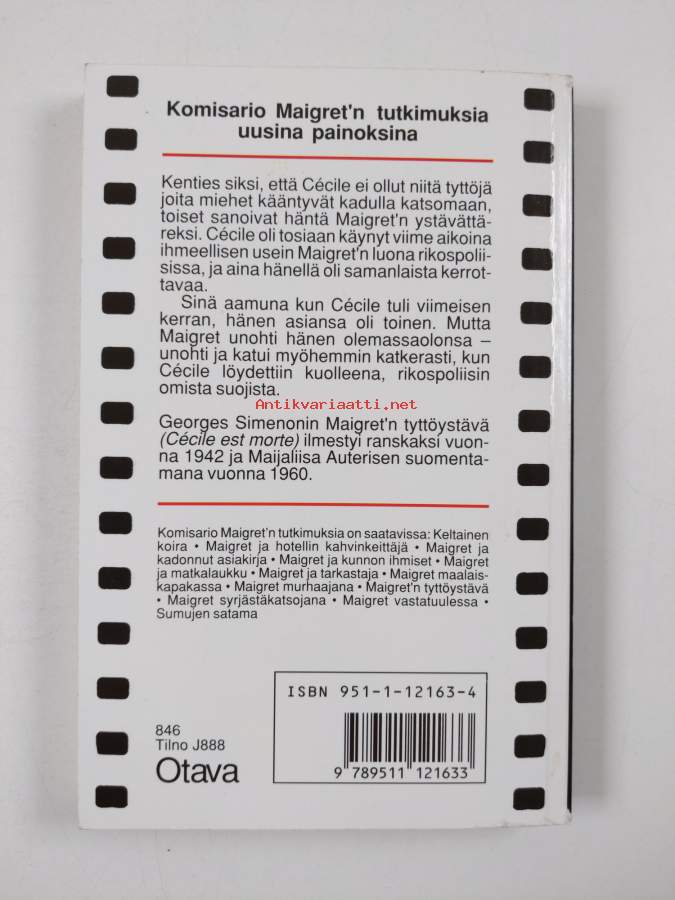 Komisario Maigret'n tutkimuksia
uusina painoksina
Kenties siksi, että Cécile ei ollut niitä tyttöjä
joita miehet kääntyvät kadulla katsomaan,
toiset sanoivat häntä Maigret'n ystävättä-
reksi. Cécile oli tosiaan käynyt viime aikoina
ihmeellisen usein Maigret'n luona rikospolii-
sissa, ja aina hänellä oli samanlaista kerrot-
tavaa.
Sinä aamuna kun Cécile tuli viimeisen
kerran, hänen asiansa oli toinen. Mutta
Maigret unohti hänen olemassaolonsa –
unohti ja katui myöhemmin katkerasti, kun
Cécile löydettiin kuolleena, rikospoliisin
omista suojista.
Antikvariaatti.net
Georges Simenonin Maigret'n tyttöystävä
(Cécile est morte) ilmestyi ranskaksi vuon-
na 1942 ja Maijaliisa Auterisen suomenta-
mana vuonna 1960.
Komisario Maigret'n tutkimuksia on saatavissa: Keltainen
koira • Maigret ja hotellin kahvinkeittäjä • Maigret ja
kadonnut asiakirja • Maigret ja kunnon ihmiset • Maigret
ja matkalaukku • Maigret ja tarkastaja • Maigret maalais-
kapakassa • Maigret murhaajana • Maigret'n tyttöystävä
• Maigret syrjästäkatsojana • Maigret vastatuulessa •
Sumujen satama
ISBN 951-1-12163-4
9 789511 121633
846
Tilno J888
Otava